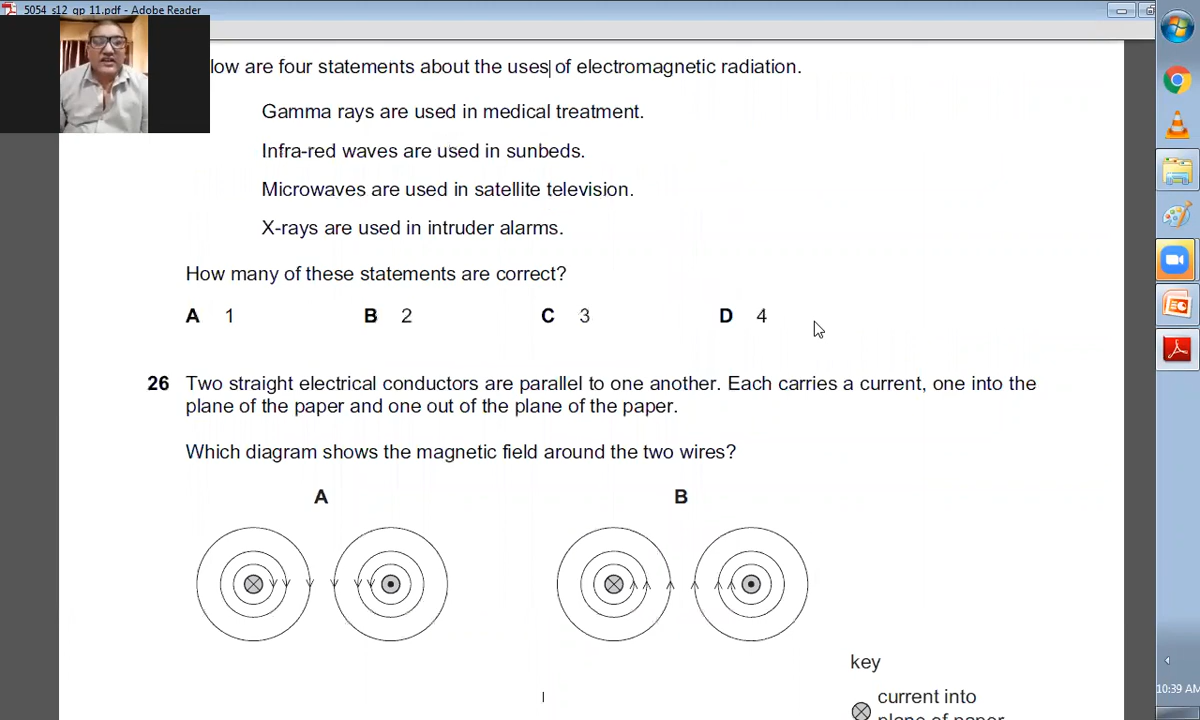 5054_s12_qp_11.pdf - Adobe Reader
low are four statements about the uses of electromagnetic radiation.
Gamma rays are used in medical treatment.
Infra-red waves are used in sunbeds.
Microwaves are used in satellite television.
X-rays are used in intruder alarms.
How many of these statements are correct?
A 1 B 2 C 3 D 4
26 Two straight electrical conductors are parallel to one another. Each carries a current, one into the
plane of the paper and one out of the plane of the paper.
Which diagram shows the magnetic field around the two wires?
A B
key
current into
plane of paper
10:39 AM